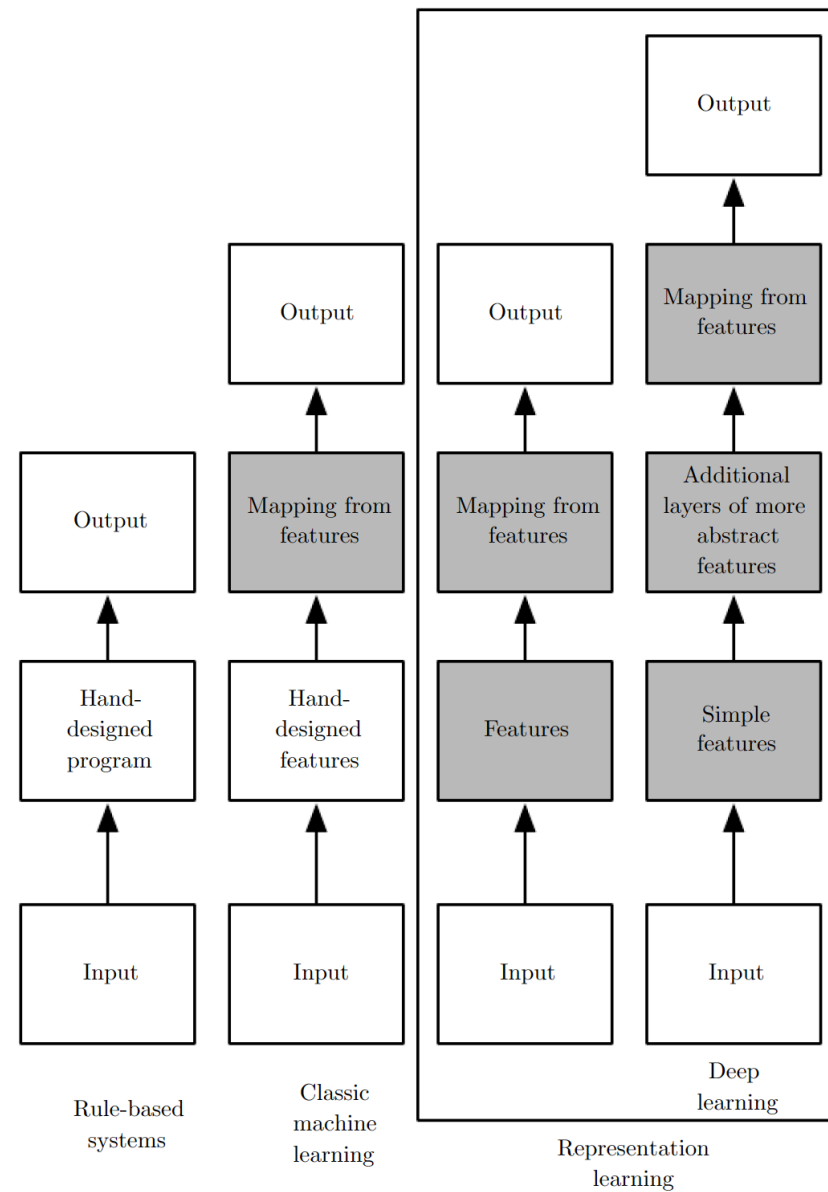 Output
Output
Output
Mapping from
features
Output
Mapping from
features
Mapping from
features
Additional
layers of more
abstract
features
Hand-
designed
program
Hand-
designed
features
Features
Simple
features
Input
Input
Input
Input
Rule-based
systems
Classic
machine
learning
Deep
learning
Representation
learning